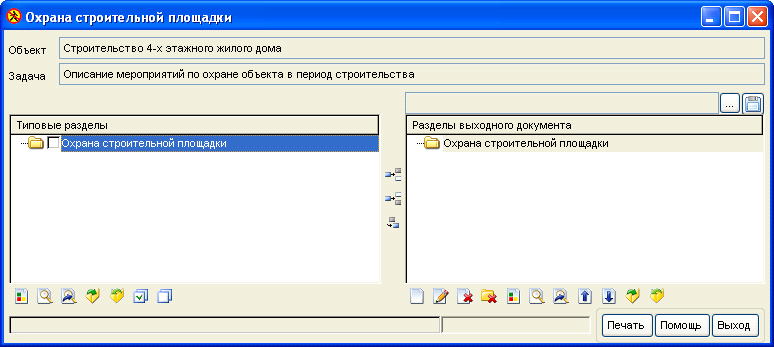 Охрана строительной площадки
Объект
Строительство 4-х этажного жилого дома
Задача
Описание мероприятий по охране объекта в период строительства
...
Типовые разделы
Охрана строительной площадки
Разделы выходного документа
Охрана строительной площадки
Печать
Помощь
Выход